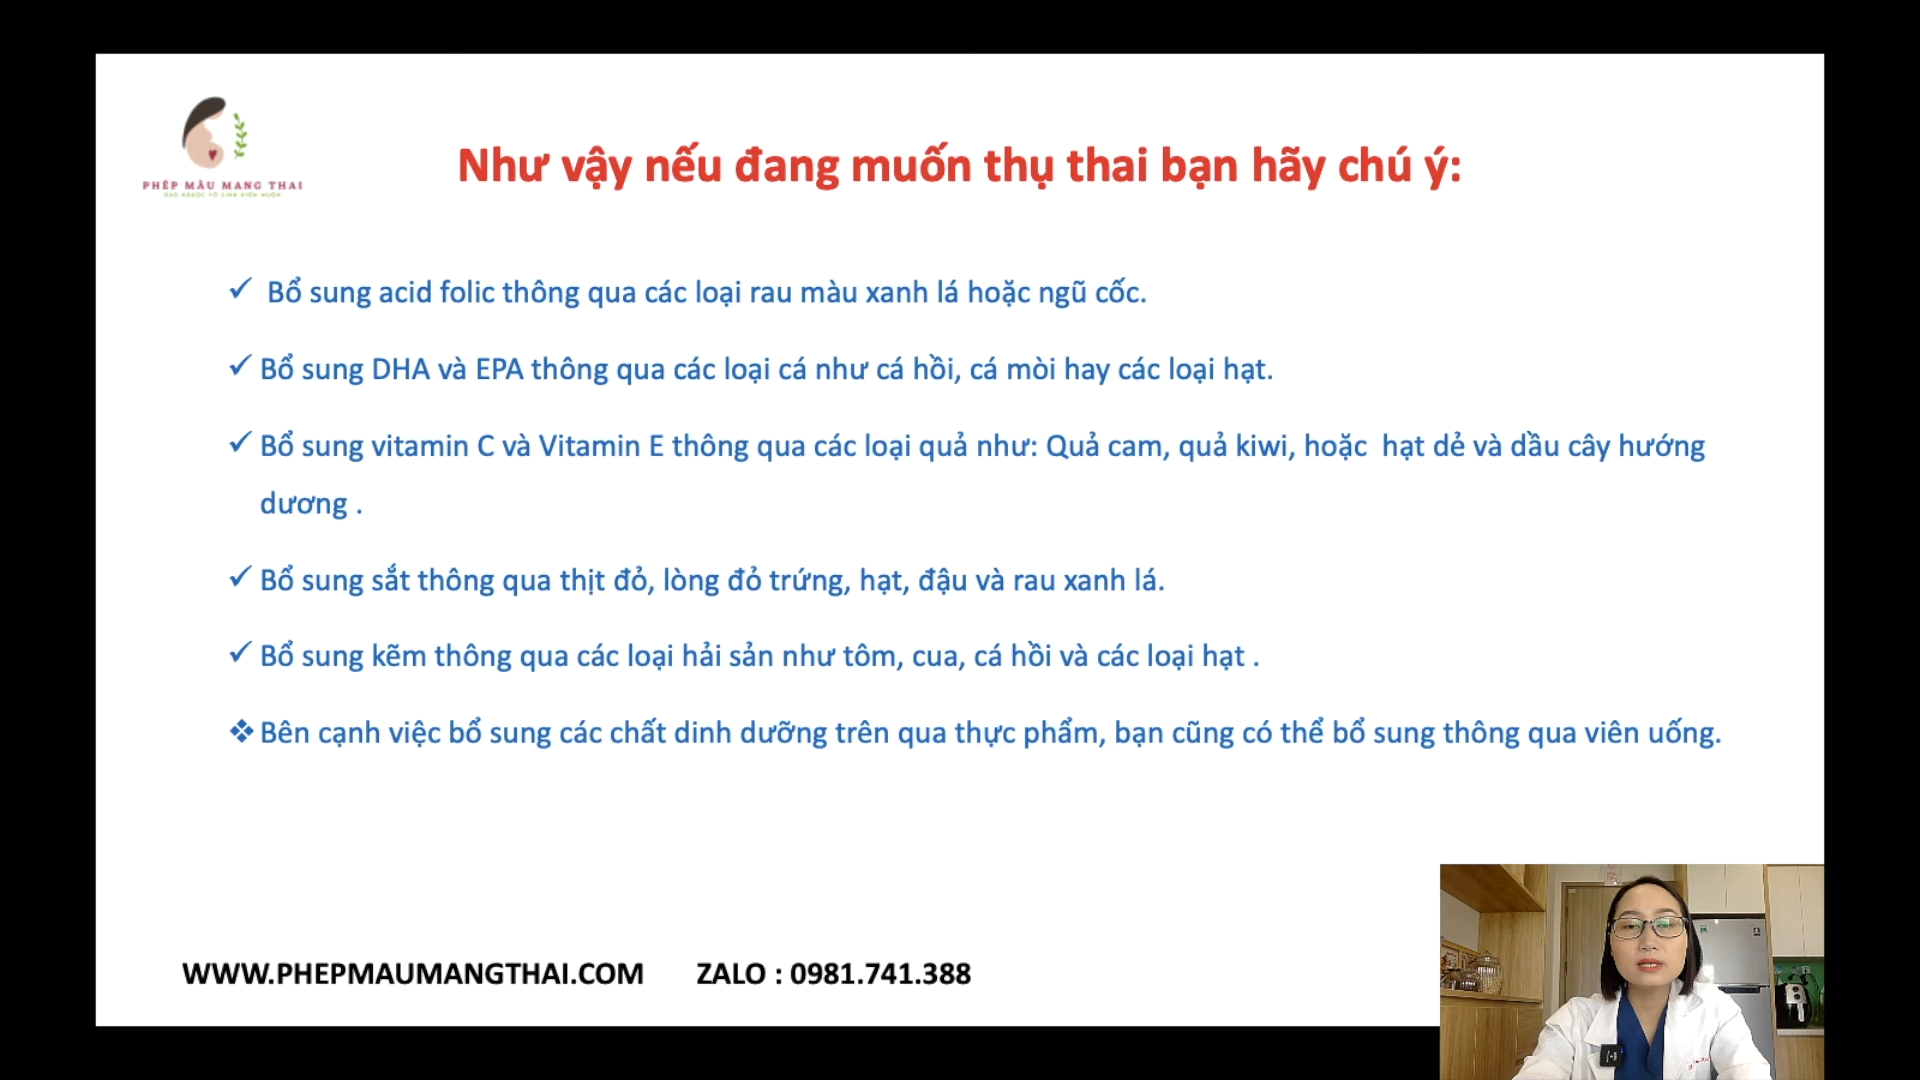 PHÉP MÀU MANG THAI
Như vậy nếu đang muốn thụ thai bạn hãy chú ý:
Bổ sung acid folic thông qua các loại rau màu xanh lá hoặc ngũ cốc.
Bổ sung DHA và EPA thông qua các loại cá như cá hồi, cá mòi hay các loại hạt.
Bổ sung vitamin C và Vitamin E thông qua các loại quả như: Quả cam, quả kiwi, hoặc hạt dẻ và dầu cây hướng
dương .
Bổ sung sắt thông qua thịt đỏ, lòng đỏ trứng, hạt, đậu và rau xanh lá.
Bổ sung kẽm thông qua các loại hải sản như tôm, cua, cá hồi và các loại hạt .
Bên cạnh việc bổ sung các chất dinh dưỡng trên qua thực phẩm, bạn cũng có thể bổ sung thông qua viên uống.
WWW.PHEPMAUMANGTHAI.COM ZALO : 0981.741.388